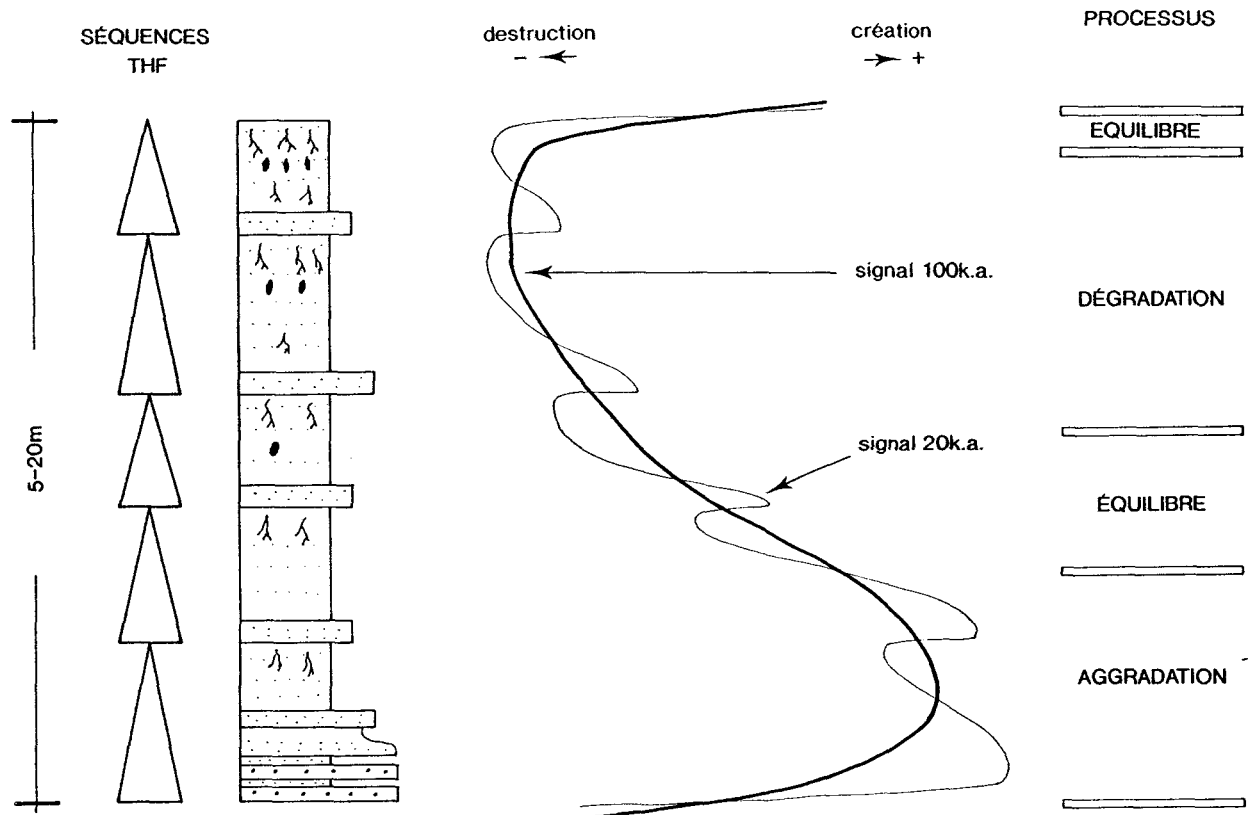 SÉQUENCES
THF
destruction
- ←
création
→ +
PROCESSUS
EQUILIBRE
signal 100k.a.
DÉGRADATION
signal 20k.a.
5-20m
ÉQUILIBRE
AGGRADATION